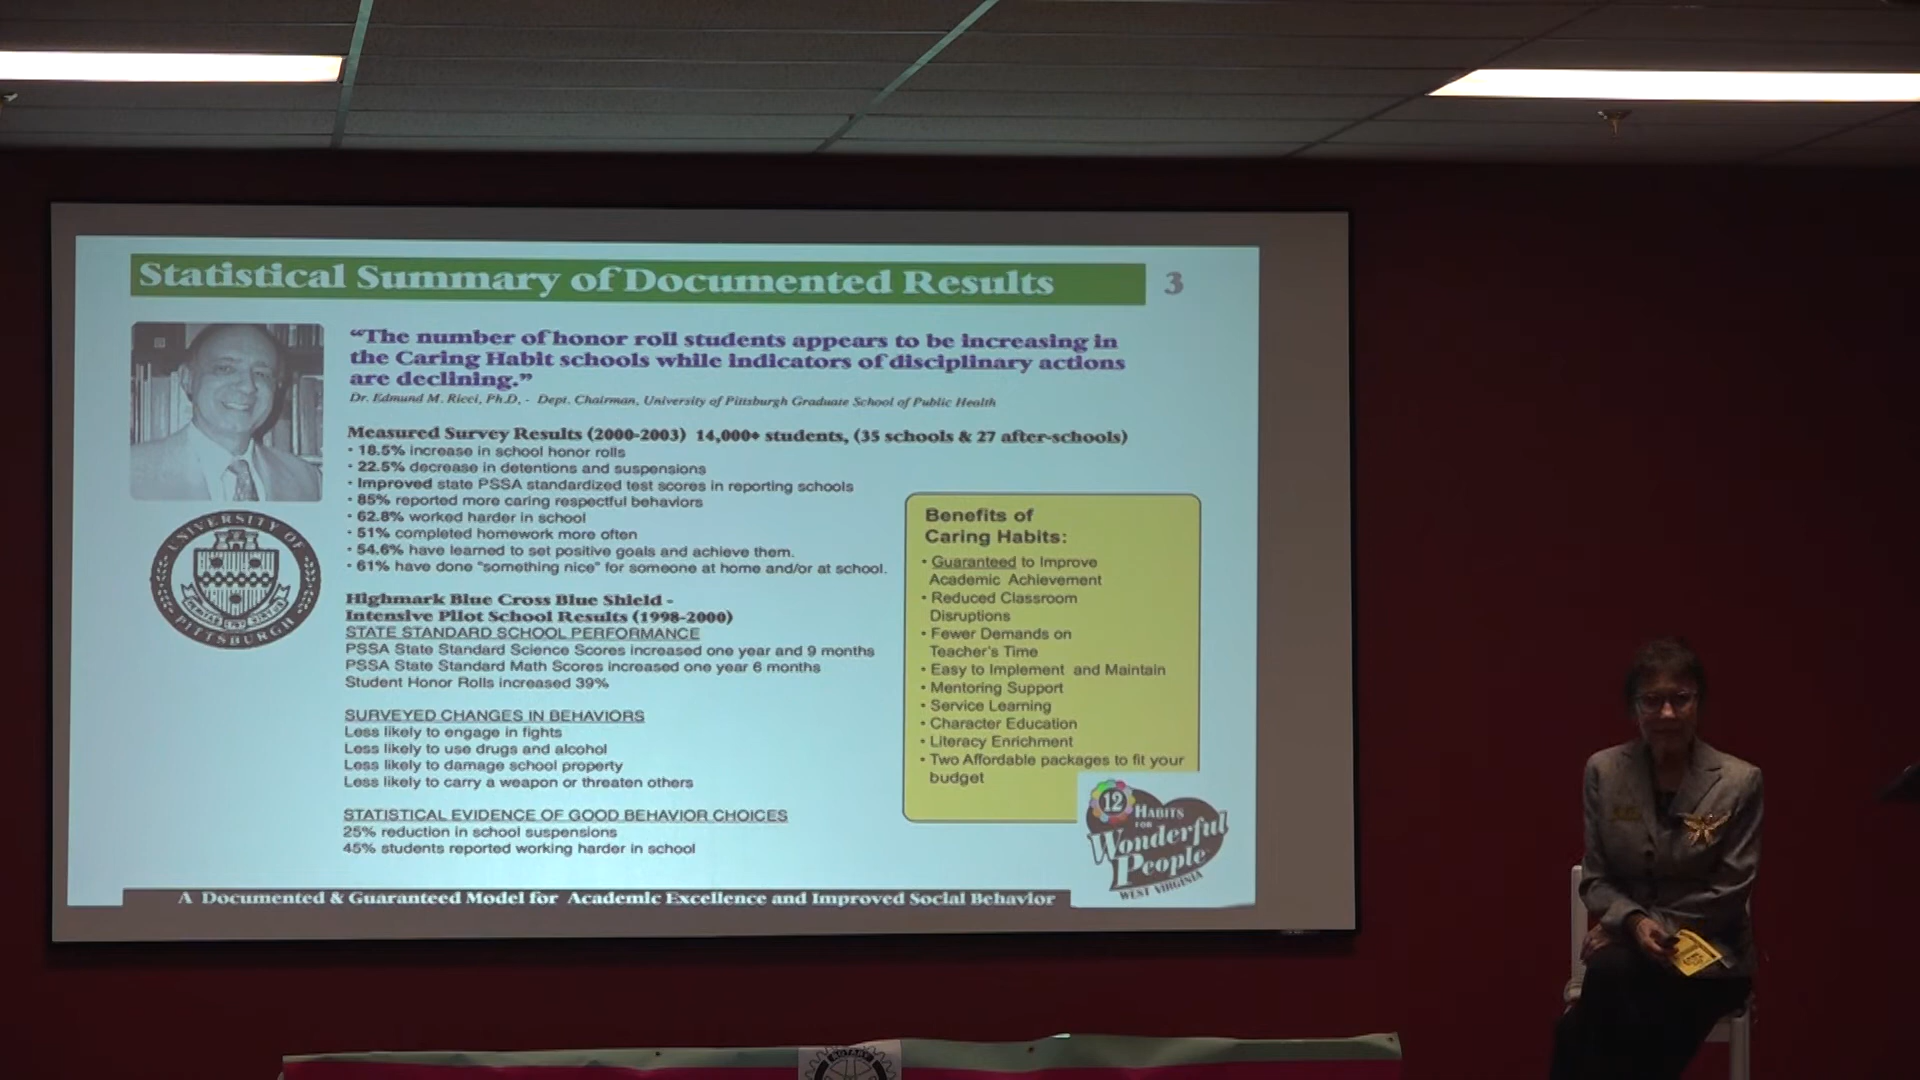 Statistical Summary of Documented Results
3
“The number of honor roll students appears to be increasing in
the Caring Habit schools while indicators of disciplinary actions
are declining.”
Dr. Edmund M. Ricci, Ph.D, - Dept. Chairman, University of Pittsburgh Graduate School of Public Health
Measured Survey Results (2000-2003) 14,000+ students, (35 schools & 27 after-schools)
• 18.5% increase in school honor rolls
• 22.5% decrease in detentions and suspensions
• Improved state PSSA standardized test scores in reporting schools
• 85% reported more caring respectful behaviors
• 62.8% worked harder in school
• 51% completed homework more often
• 54.6% have learned to set positive goals and achieve them.
• 61% have done "something nice" for someone at home and/or at school.
UNIVERSITY OF
PITTSBURGH
Highmark Blue Cross Blue Shield -
Intensive Pilot School Results (1998-2000)
STATE STANDARD SCHOOL PERFORMANCE
PSSA State Standard Science Scores increased one year and 9 months
PSSA State Standard Math Scores increased one year 6 months
Student Honor Rolls increased 39%
SURVEYED CHANGES IN BEHAVIORS
Less likely to engage in fights
Less likely to use drugs and alcohol
Less likely to damage school property
Less likely to carry a weapon or threaten others
STATISTICAL EVIDENCE OF GOOD BEHAVIOR CHOICES
25% reduction in school suspensions
45% students reported working harder in school
Benefits of
Caring Habits:
• Guaranteed to Improve
Academic Achievement
• Reduced Classroom
Disruptions
• Fewer Demands on
Teacher's Time
• Easy to Implement and Maintain
• Mentoring Support
• Service Learning
• Character Education
• Literacy Enrichment
• Two Affordable packages to fit your
budget
12
HABITS
FOR
Wonderful
People
WEST VIRGINIA
A Documented & Guaranteed Model for Academic Excellence and Improved Social Behavior
ROTARY